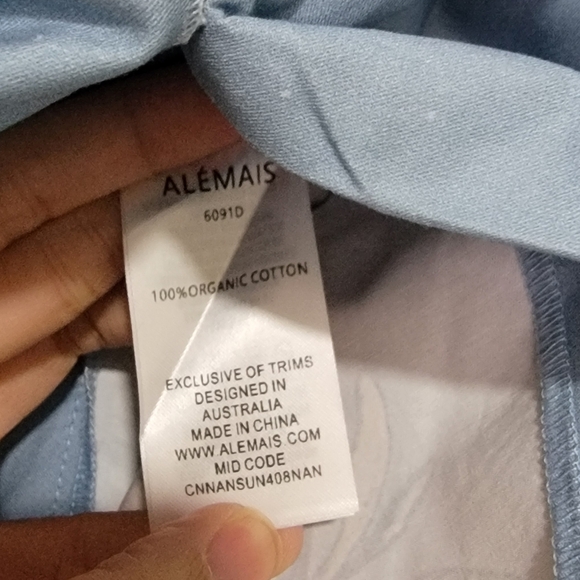 ALÉMAIS
6091D
100%ORGANIC COTTON
EXCLUSIVE OF TRIMS
DESIGNED IN
AUSTRALIA
MADE IN CHINA
WWW.ALEMAIS.COM
MID CODE
CNNANSUN408NAN